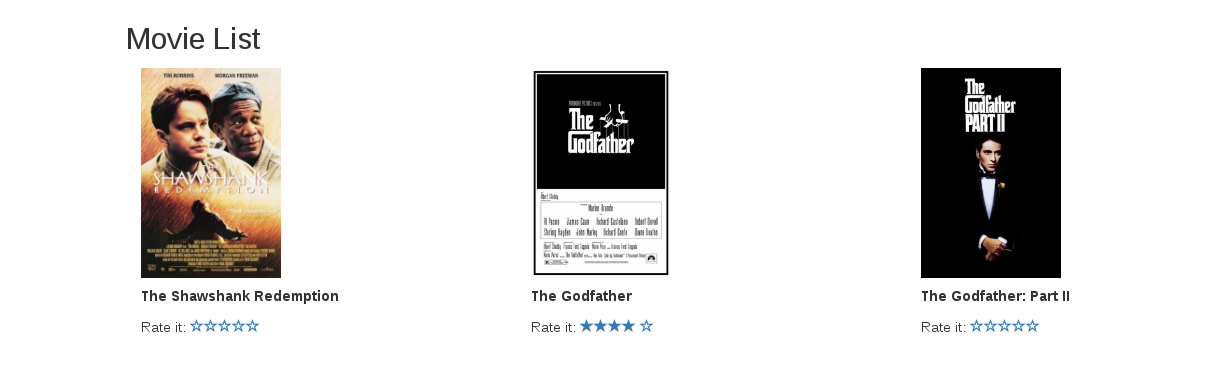 Movie List
TIM ROBBINS MORGAN FREEMAN
THE
SHAWSHANK
REDEMPTION
The Shawshank Redemption
Rate it:
The
Godfather
Marlon Brando
Al Pacino James Caan Richard Castellano Robert Duvall
Sterling Hayden John Marley Richard Conte Diane Keaton
The Godfather
Rate it:
The
Godfather
PART II
The Godfather: Part II
Rate it: